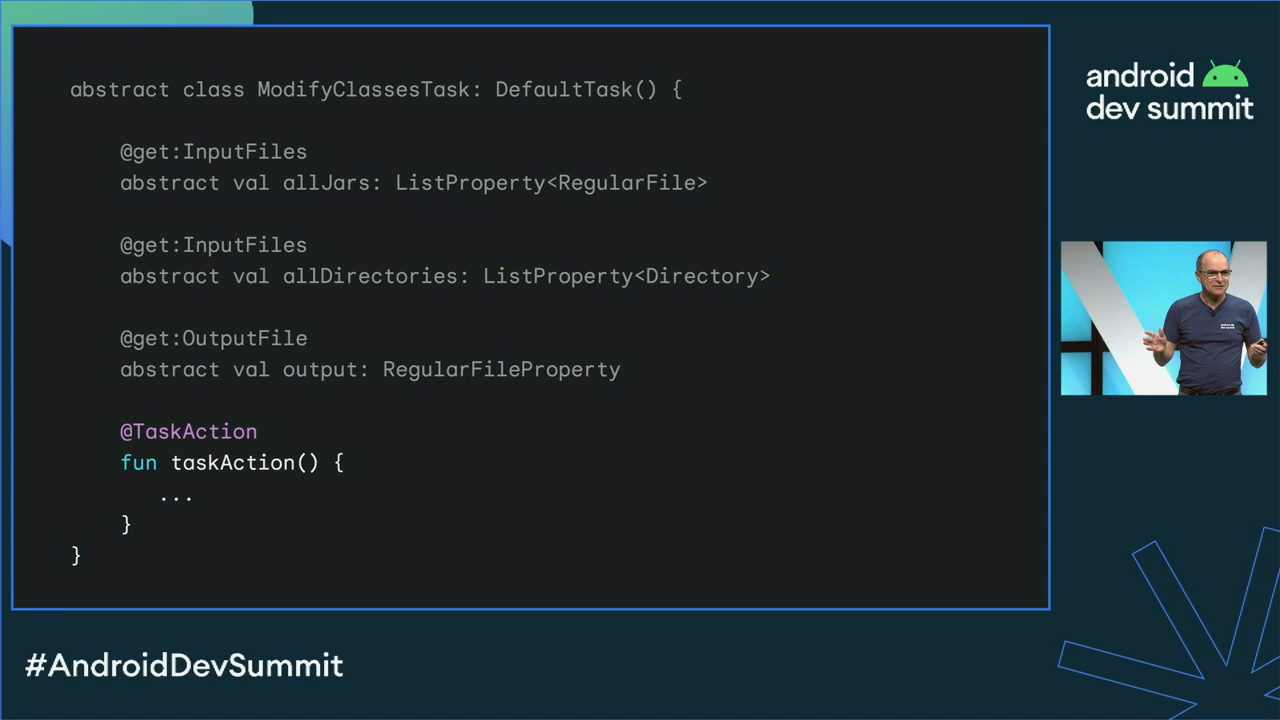 abstract class ModifyClassesTask: DefaultTask() {
@get:InputFiles
abstract val allJars: ListProperty<RegularFile>
@get:InputFiles
abstract val allDirectories: ListProperty<Directory>
@get:OutputFile
abstract val output: RegularFileProperty
@TaskAction
fun taskAction() {
...
}
}
android
dev summit
#AndroidDevSummit